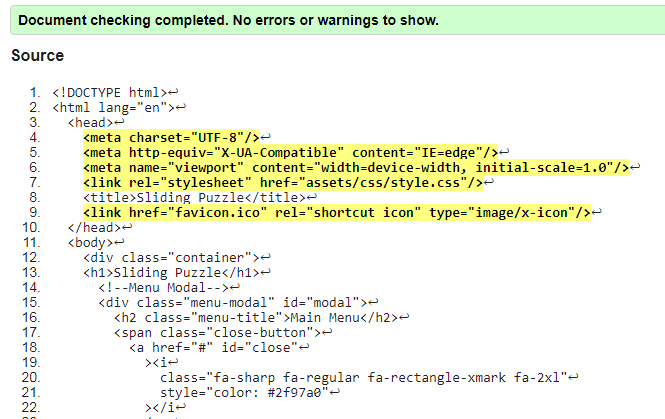 Document checking completed. No errors or warnings to show.
Source
1. <!DOCTYPE html>↩
2. <html lang="en">↩
3. <head>↩
4. <meta charset="UTF-8"/>↩
5. <meta http-equiv="X-UA-Compatible" content="IE=edge"/>↩
6. <meta name="viewport" content="width=device-width, initial-scale=1.0"/>↩
7. <link rel="stylesheet" href="assets/css/style.css"/>↩
8. <title>Sliding Puzzle</title>↩
9. <link href="favicon.ico" rel="shortcut icon" type="image/x-icon"/>↩
10. </head>↩
11. <body>↩
12. <div class="container">↩
13. <h1>Sliding Puzzle</h1>↩
14. <!--Menu Modal-->↩
15. <div class="menu-modal" id="modal">↩
16. <h2 class="menu-title">Main Menu</h2>↩
17. <span class="close-button">↩
18. <a href="#" id="close"↩
19. ><i↩
20. class="fa-sharp fa-regular fa-rectangle-xmark fa-2xl"↩
21. style="color: #2f97a0"↩
22. ></i↩